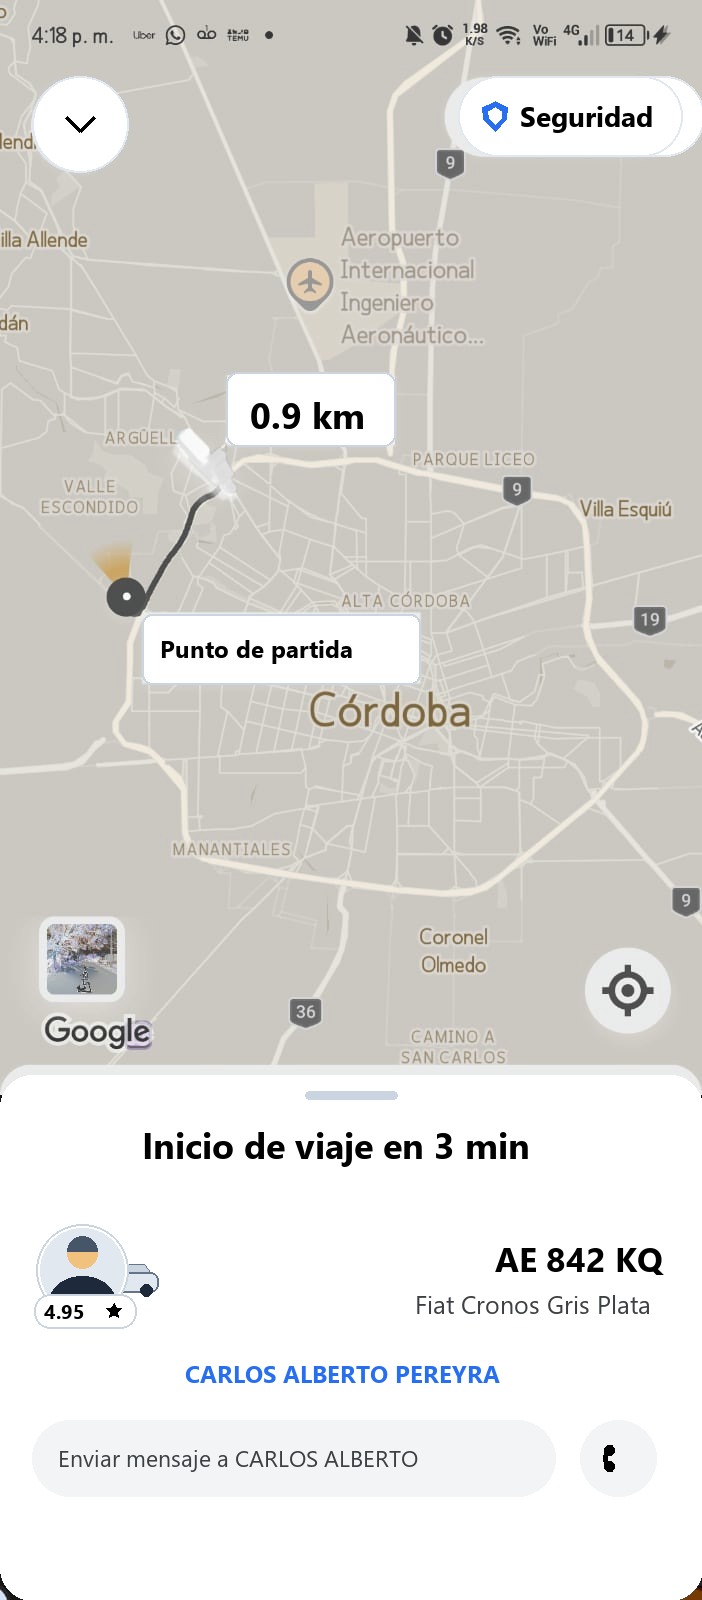 4:18 p. m.
Uber
TEMU
1.98
K/S
Vo
WiFi
4G
14
Seguridad
9
illa Allende
Aeropuerto
Internacional
Ingeniero
Aeronáutico...
dán
0.9 km
ARGÜELL
PARQUE LICEO
VALLE
ESCONDIDO
9
Villa Esquiú
ALTA CÓRDOBA
19
Punto de partida
Córdoba
MANANTIALES
9
Coronel
Olmedo
36
Google
CAMINO A
SAN CARLOS
Inicio de viaje en 3 min
AE 842 KQ
Fiat Cronos Gris Plata
4.95
CARLOS ALBERTO PEREYRA
Enviar mensaje a CARLOS ALBERTO